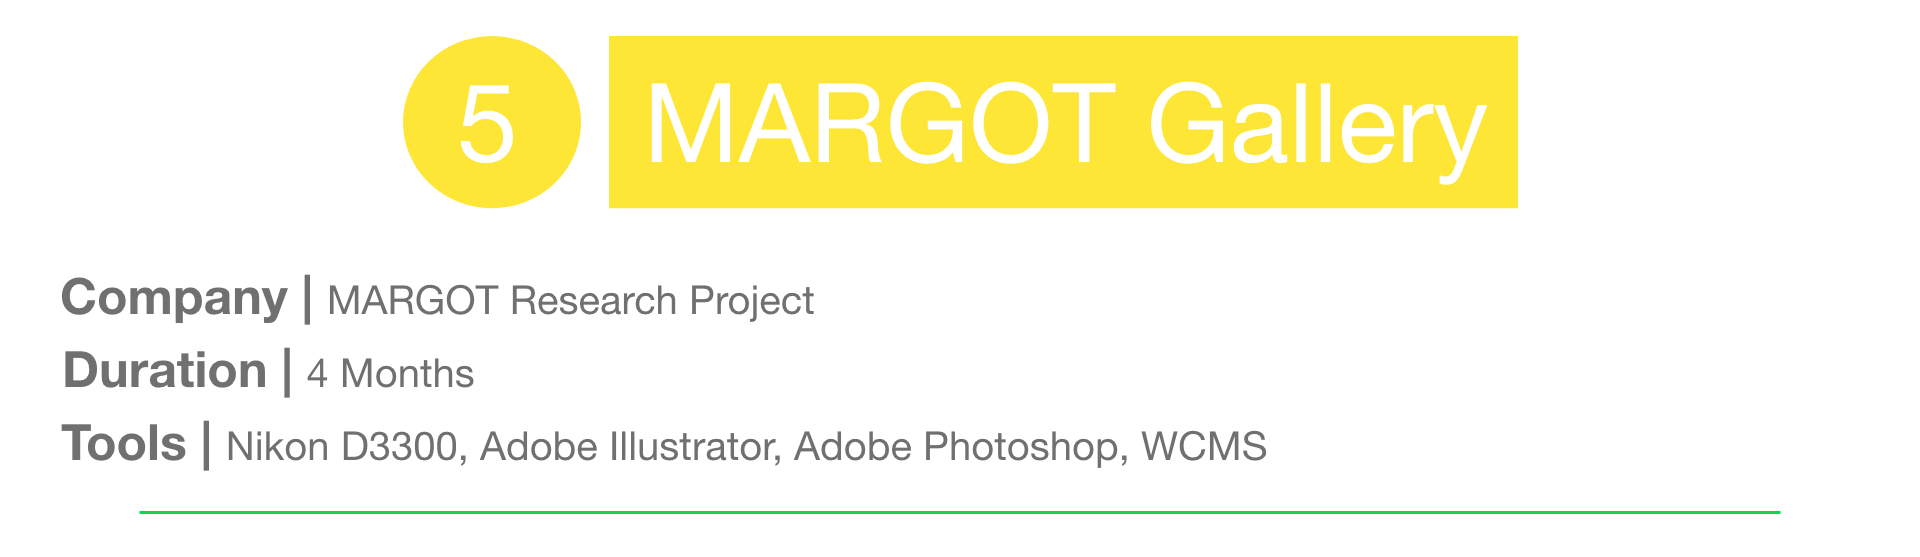 5 MARGOT Gallery
Company | MARGOT Research Project
Duration | 4 Months
Tools | Nikon D3300, Adobe Illustrator, Adobe Photoshop, WCMS